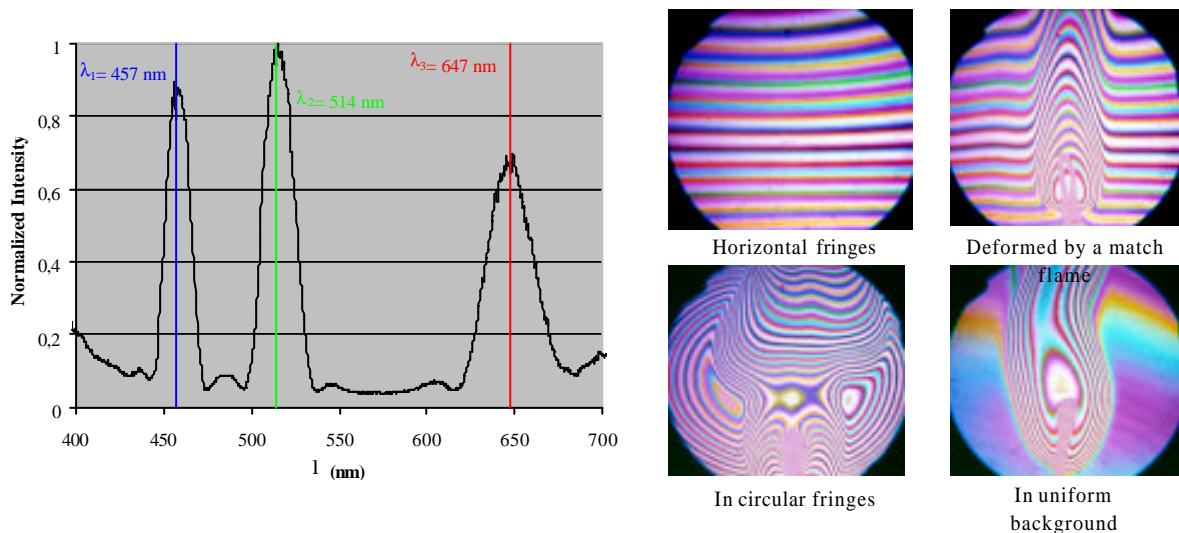 1
0,8
0,6
0,4
0,2
0
Normalized Intensity
λ1= 457 nm
λ2= 514 nm
λ3= 647 nm
400 450 500 550 600 650 700
l (nm)
Horizontal fringes
Deformed by a match
flame
In circular fringes
In uniform
background